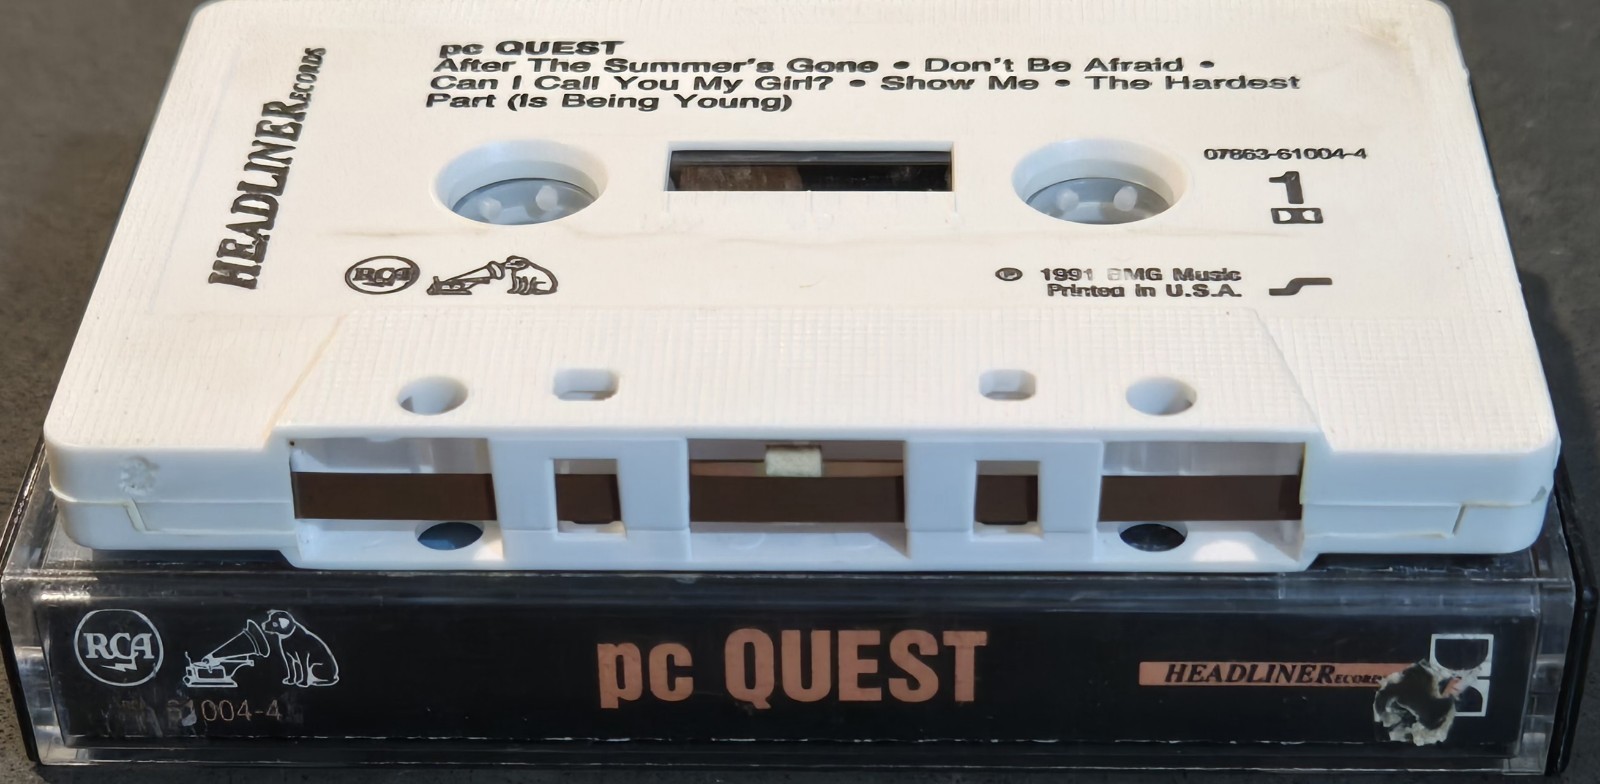 pc QUEST
After The Summer's Gone • Don't Be Afraid •
Can I Call You My Girl? • Show Me • The Hardest
Part (Is Being Young)
HEADLINER RECORDS
07863-61004-4
1
RCA
℗ 1991 BMG Music
Printed in U.S.A.
RCA
61004-4
pc QUEST
HEADLINER RECORDS